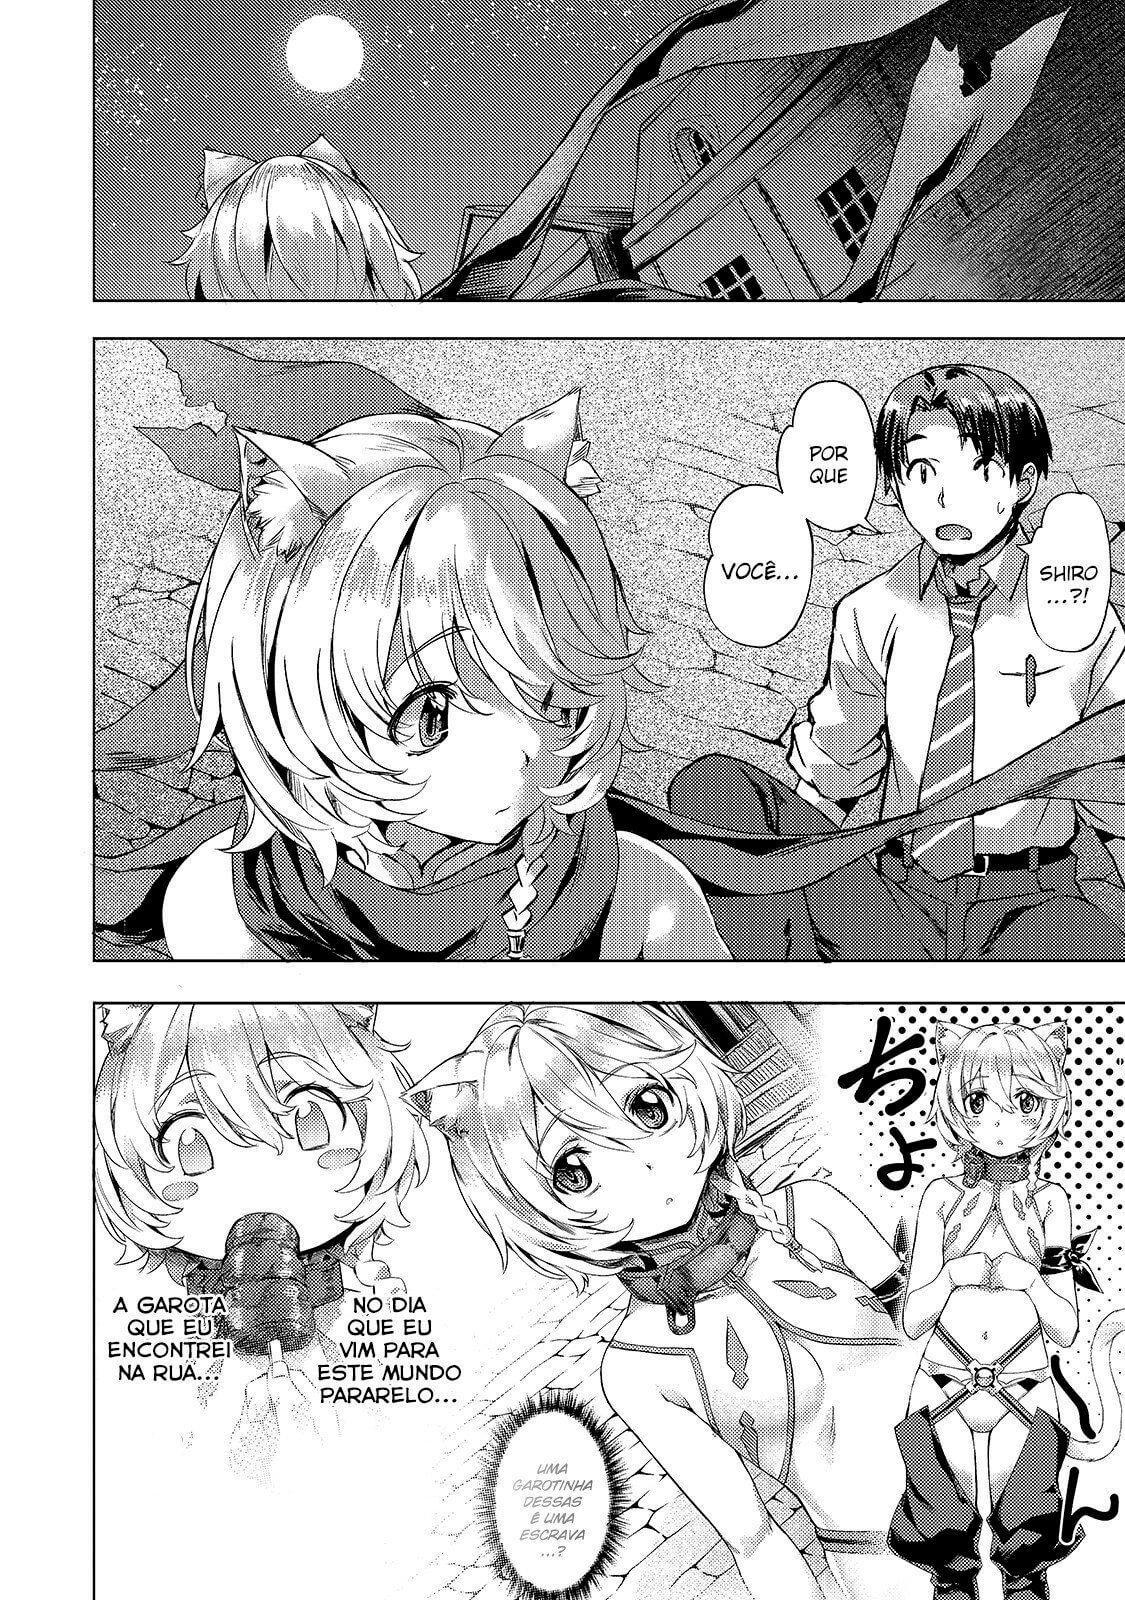 SHIRO
...?!
POR
QUE
VOCÊ...
ちょ
〜
ん
UMA
GAROTINHA
DESSAS
É UMA
ESCRAVA
...?
NO DIA
QUE EU
VIM PARA
ESTE MUNDO
PARARELO...
A GAROTA
QUE EU
ENCONTREI
NA RUA...